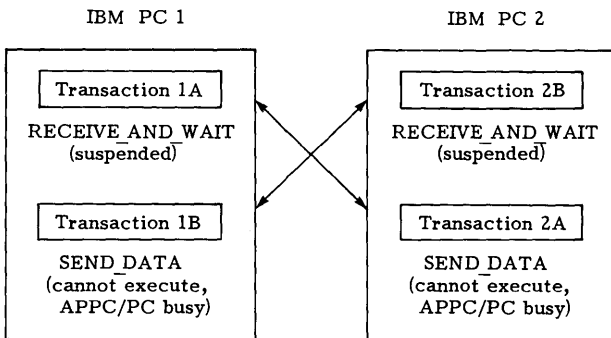 IBM PC 1
Transaction 1A
RECEIVE_AND_WAIT
(suspended)
Transaction 1B
SEND_DATA
(cannot execute,
APPC/PC busy)
IBM PC 2
Transaction 2B
RECEIVE_AND_WAIT
(suspended)
Transaction 2A
SEND_DATA
(cannot execute,
APPC/PC busy)